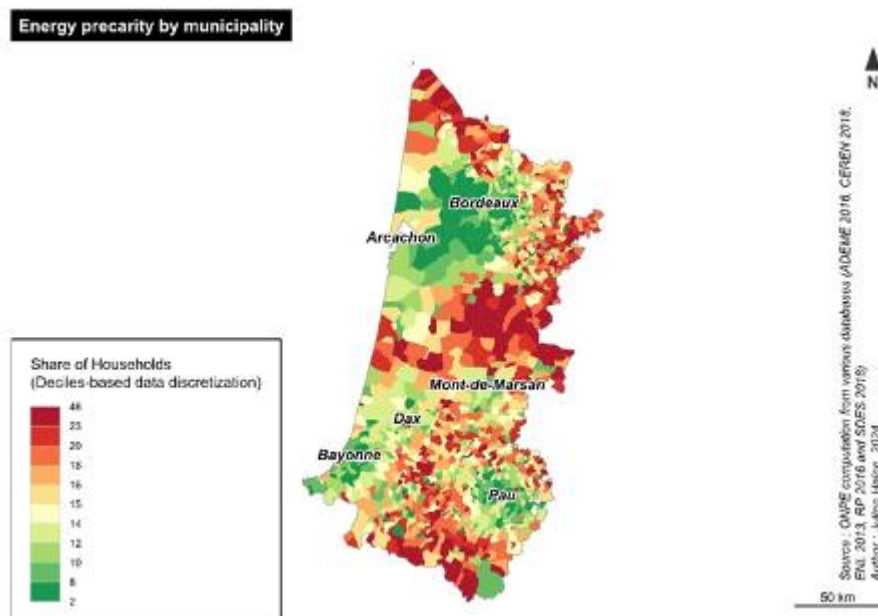 Energy precarity by municipality
N
Bordeaux
Arcachon
Mont-de-Marsan
Dax
Bayonne
Pau
Share of Households
(Deciles-based data discretization)
46
23
20
18
16
15
14
12
10
8
2
Source : ONPE computation from various databases (ADEME 2016, CEREN 2018,
ENL 2013, RP 2016 and SDES 2018)
Author : 2024
50 km